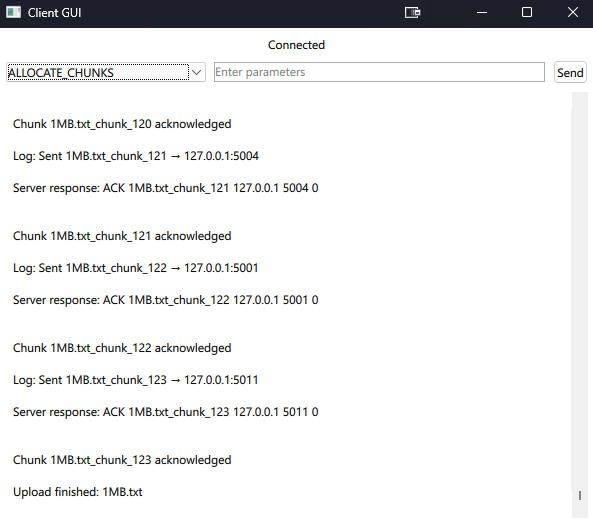 Client GUI
Connected
ALLOCATE_CHUNKS Enter parameters Send
Chunk 1MB.txt_chunk_120 acknowledged
Log: Sent 1MB.txt_chunk_121 → 127.0.0.1:5004
Server response: ACK 1MB.txt_chunk_121 127.0.0.1 5004 0
Chunk 1MB.txt_chunk_121 acknowledged
Log: Sent 1MB.txt_chunk_122 → 127.0.0.1:5001
Server response: ACK 1MB.txt_chunk_122 127.0.0.1 5001 0
Chunk 1MB.txt_chunk_122 acknowledged
Log: Sent 1MB.txt_chunk_123 → 127.0.0.1:5011
Server response: ACK 1MB.txt_chunk_123 127.0.0.1 5011 0
Chunk 1MB.txt_chunk_123 acknowledged
Upload finished: 1MB.txt